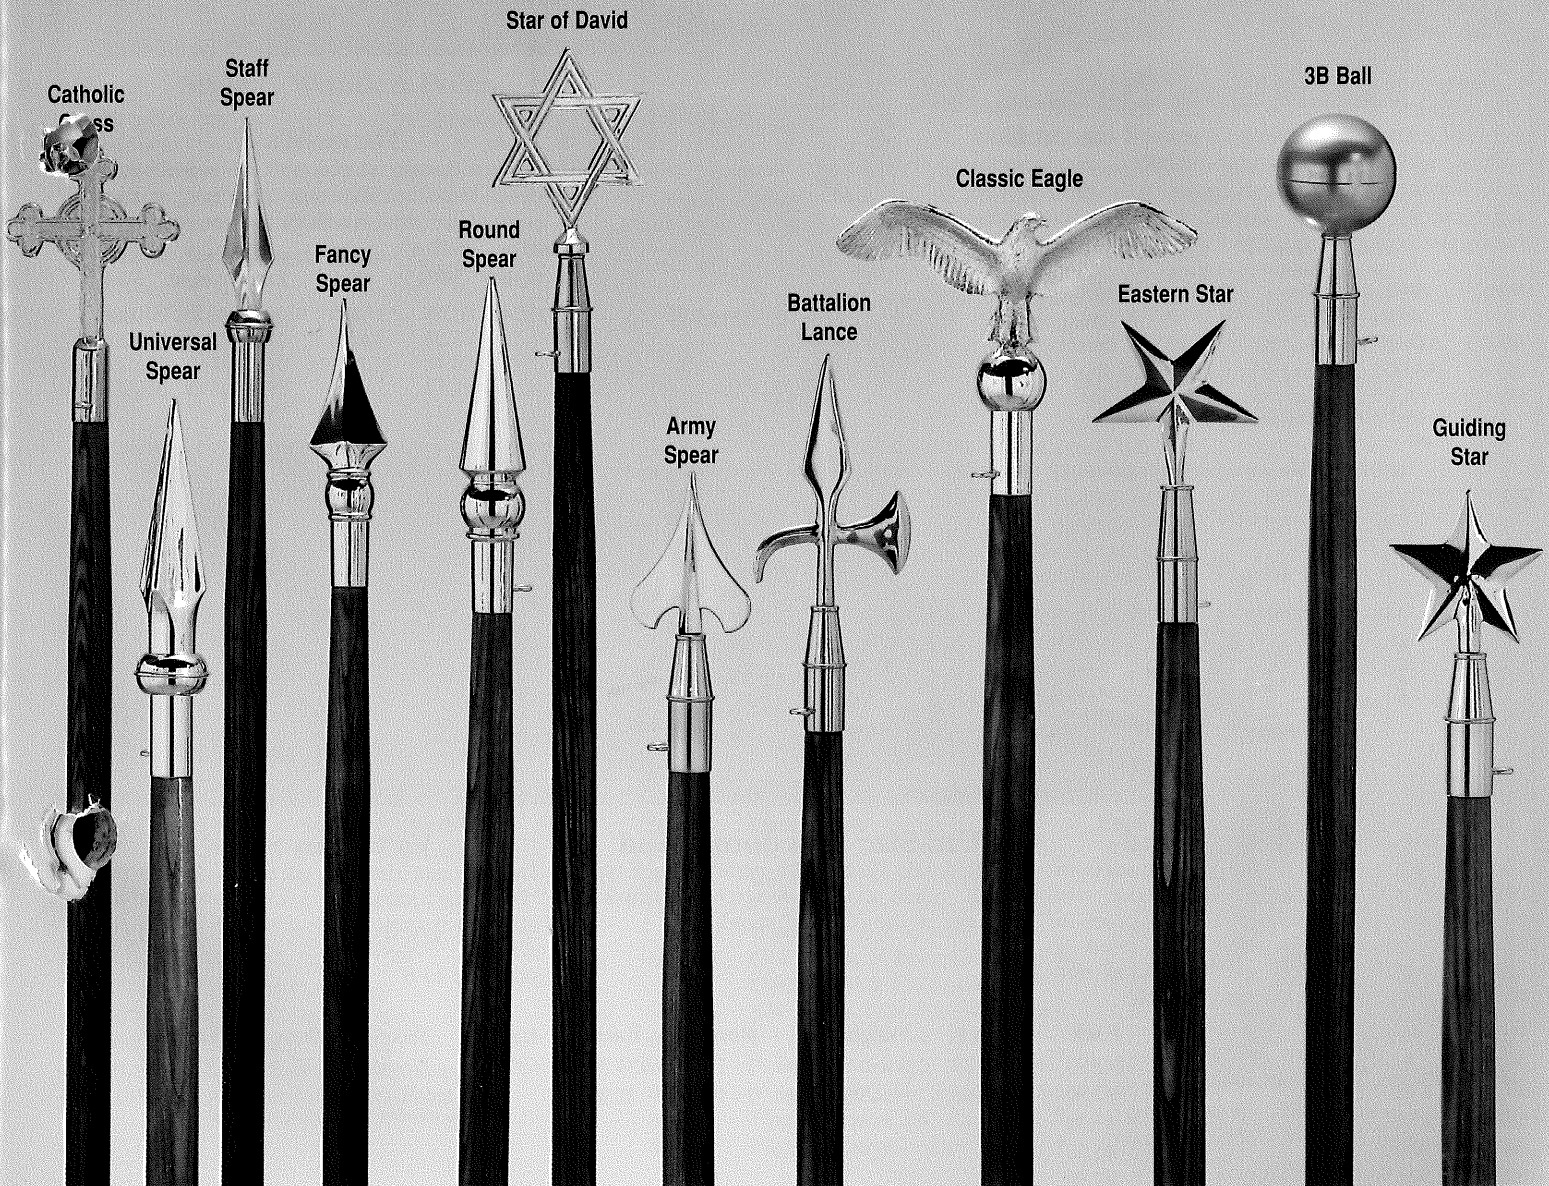 Star of David
Staff
Spear
3B Ball
Catholic
Classic Eagle
Round
Spear
Fancy
Spear
Eastern Star
Battalion
Lance
Universal
Spear
Army
Spear
Guiding
Star